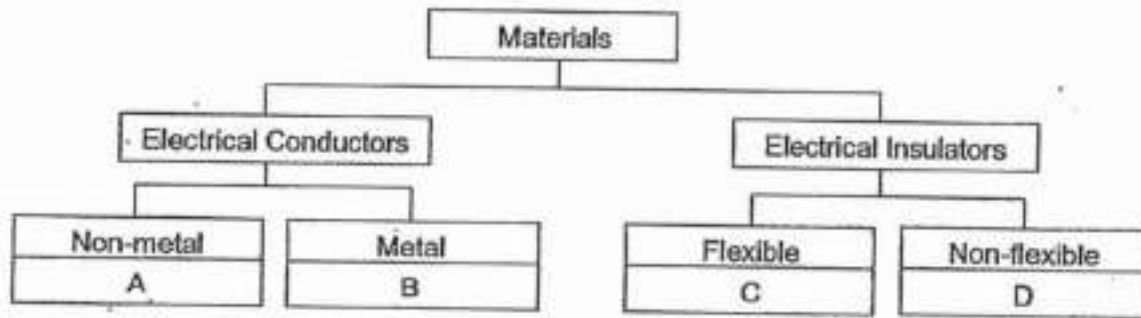 Materials
Electrical Conductors
Electrical Insulators
Non-metal
Metal
Flexible
Non-flexible
A
B
C
D